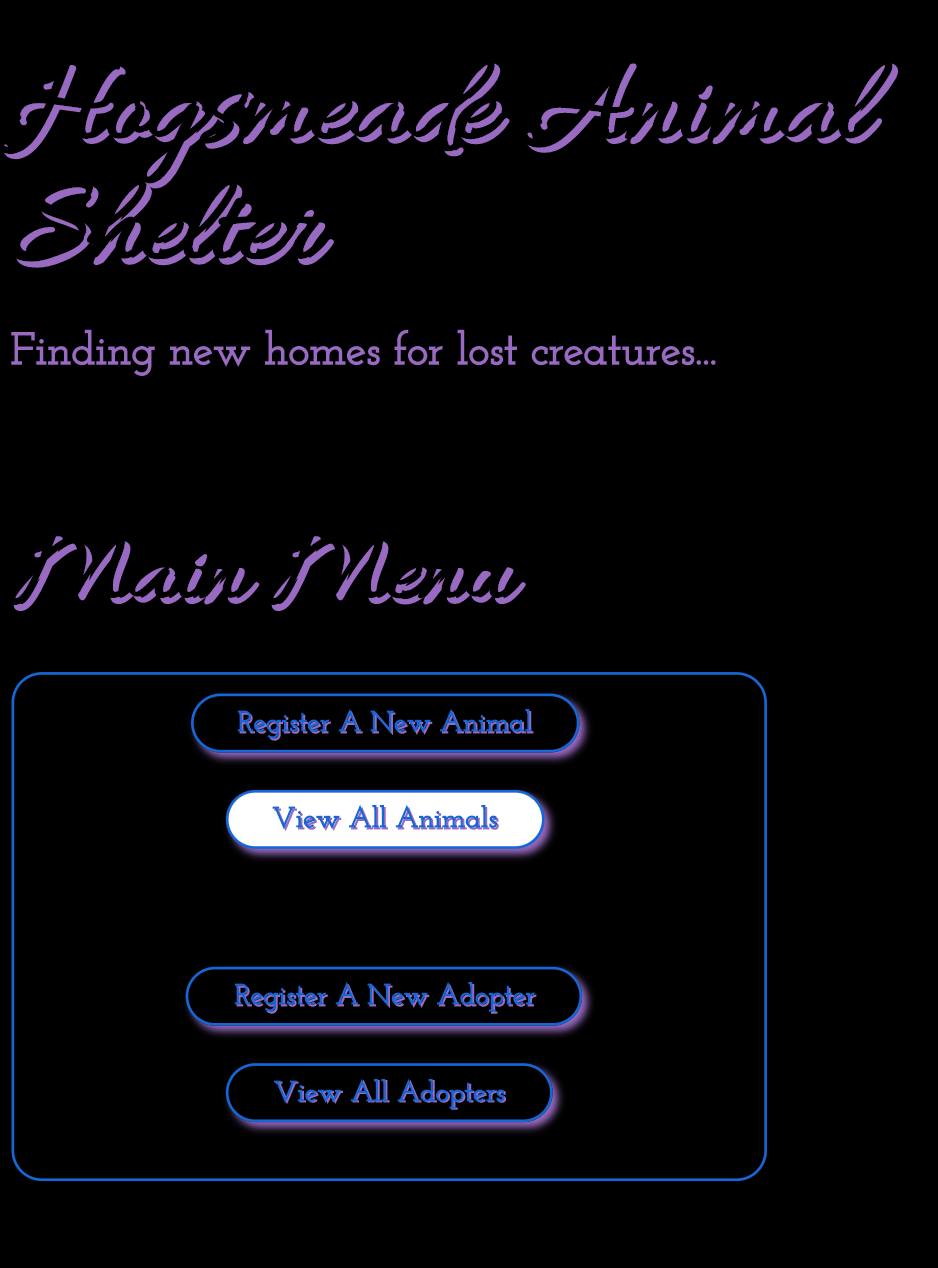 Hogsmeade Animal
Shelter
Finding new homes for lost creatures...
Main Menu
Register A New Animal
View All Animals
Register A New Adopter
View All Adopters